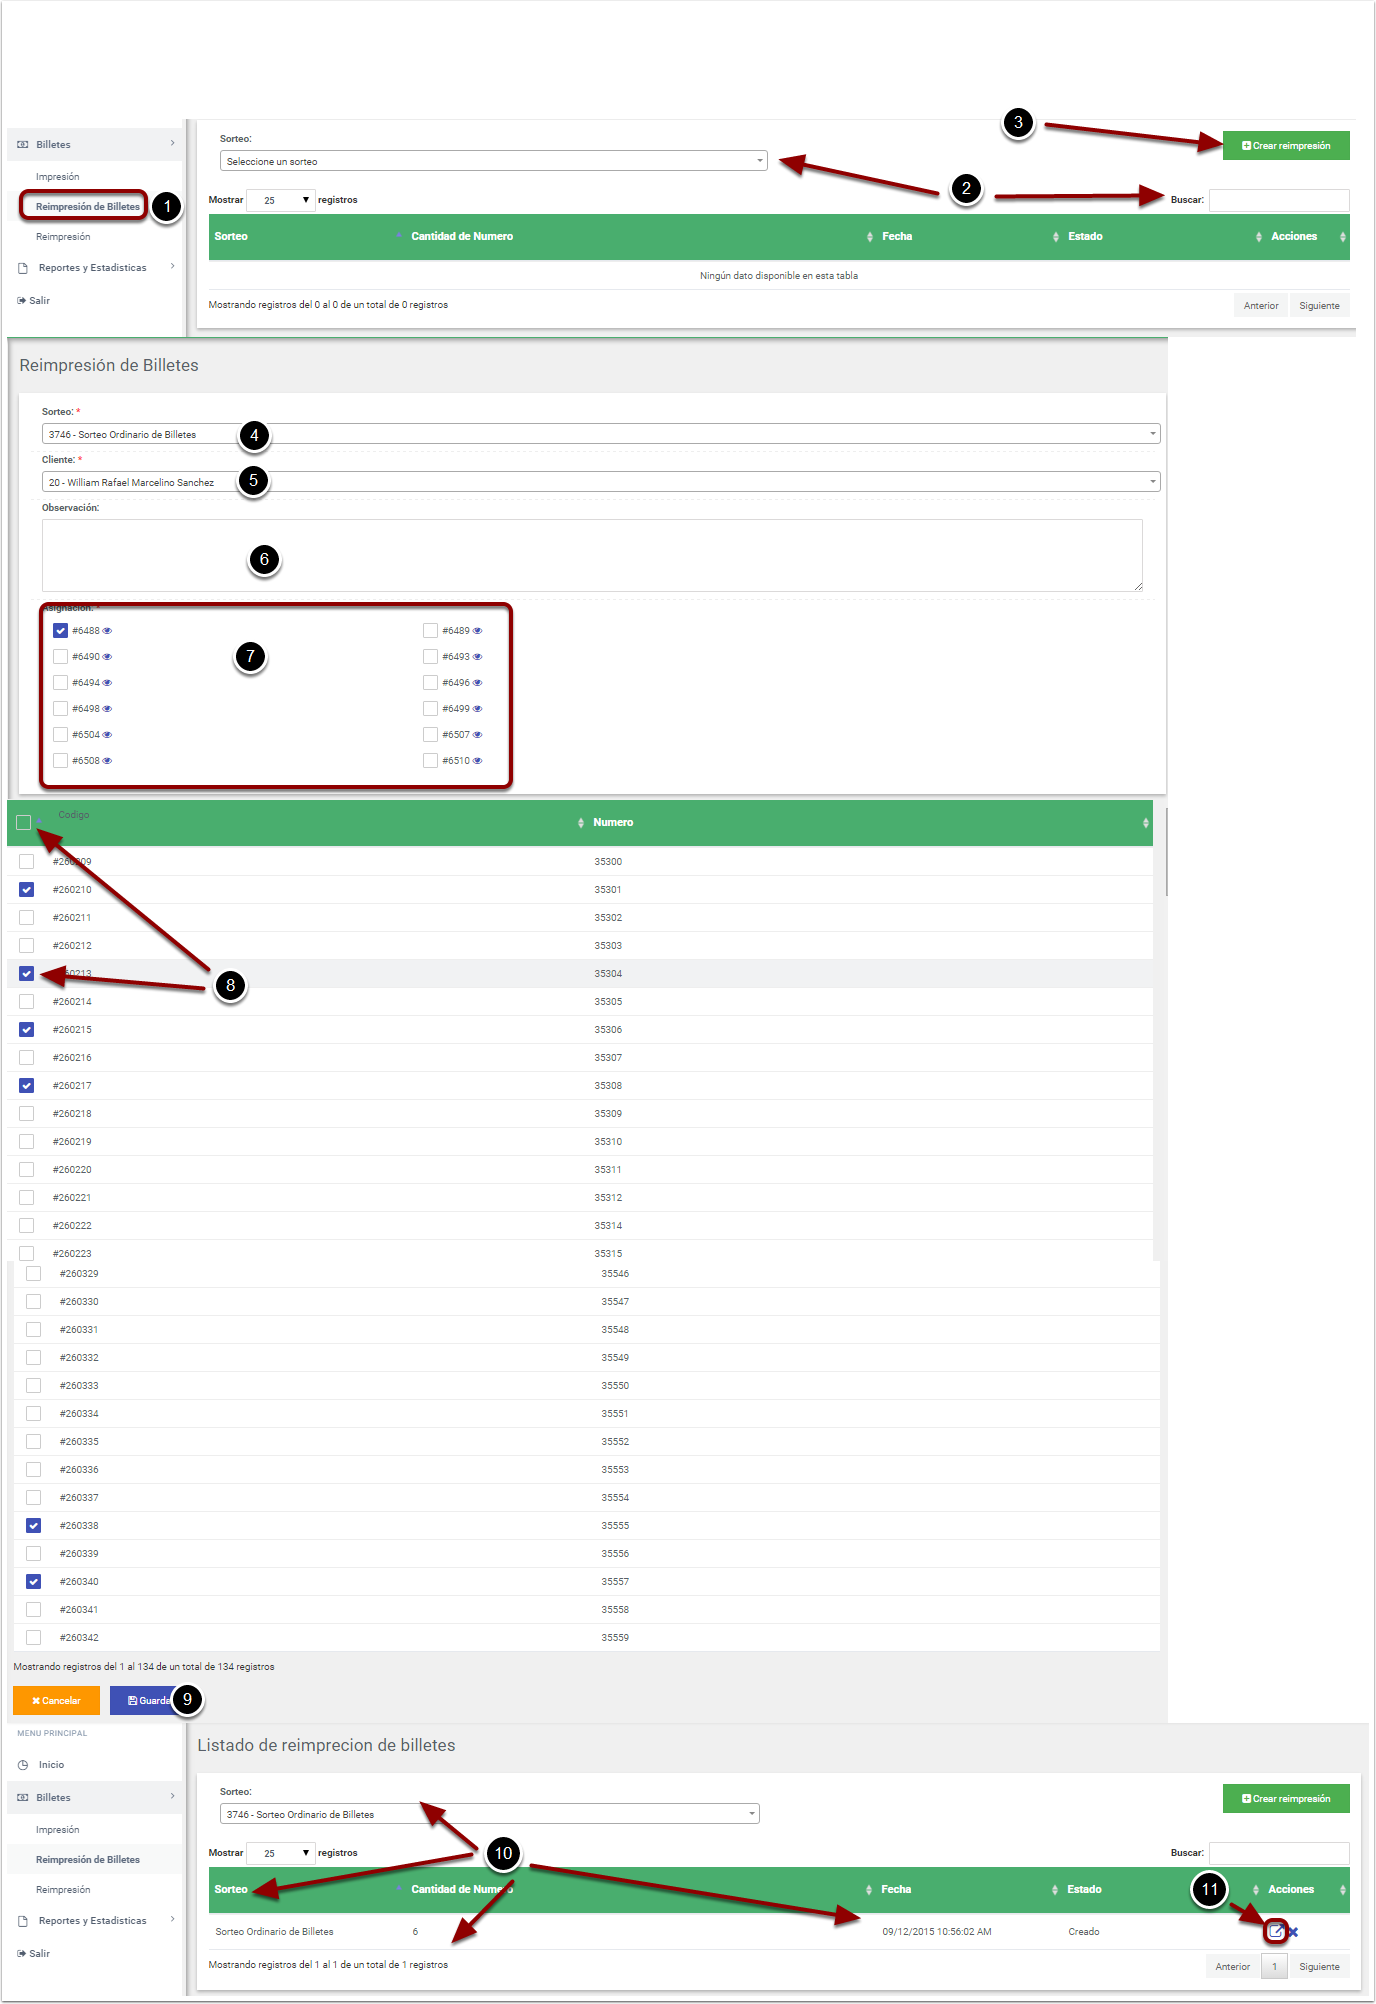 Billetes
Impresión
Reimpresión de Billetes
1
Reimpresión
Reportes y Estadisticas
Salir
Sorteo:
Seleccione un sorteo
3
Crear reimpresión
2
Mostrar 25 registros
Buscar:
Sorteo Cantidad de Numero Fecha Estado Acciones
Ningún dato disponible en esta tabla
Mostrando registros del 0 al 0 de un total de 0 registros
Anterior Siguiente
Reimpresión de Billetes
Sorteo: *
3746 - Sorteo Ordinario de Billetes
4
Cliente: *
20 - William Rafael Marcelino Sanchez
5
Observación:
6
Asignacion: *
#6488 #6489
7
#6490 #6493
#6494 #6496
#6498 #6499
#6504 #6507
#6508 #6510
Codigo Numero
#260209 35300
#260210 35301
#260211 35302
#260212 35303
#260213 35304
8
#260214 35305
#260215 35306
#260216 35307
#260217 35308
#260218 35309
#260219 35310
#260220 35311
#260221 35312
#260222 35314
#260223 35315
#260329 35546
#260330 35547
#260331 35548
#260332 35549
#260333 35550
#260334 35551
#260335 35552
#260336 35553
#260337 35554
#260338 35555
#260339 35556
#260340 35557
#260341 35558
#260342 35559
Mostrando registros del 1 al 134 de un total de 134 registros
Cancelar Guarda 9
MENU PRINCIPAL
Inicio
Billetes
Impresión
Reimpresión de Billetes
Reimpresión
Reportes y Estadisticas
Salir
Listado de reimprecion de billetes
Sorteo:
3746 - Sorteo Ordinario de Billetes
Crear reimpresión
Mostrar 25 registros
10
Buscar:
Sorteo Cantidad de Numero Fecha Estado 11 Acciones
Sorteo Ordinario de Billetes 6 09/12/2015 10:56:02 AM Creado
Mostrando registros del 1 al 1 de un total de 1 registros
Anterior 1 Siguiente